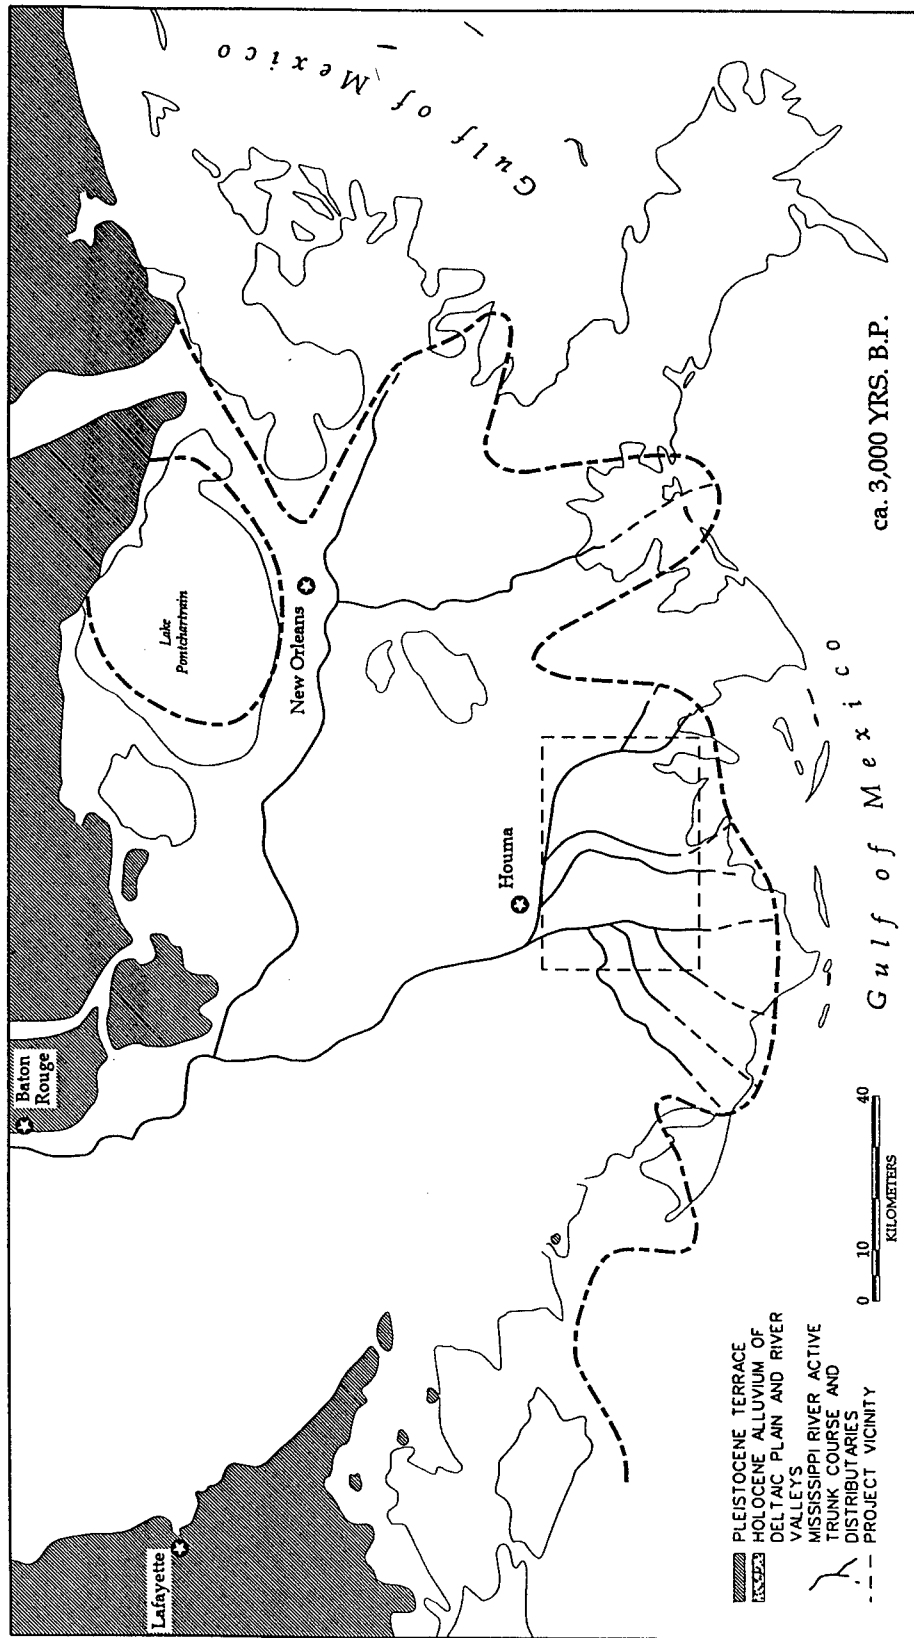 Gulf of Mexico
Baton
Rouge
Lake
Pontchartrain
New Orleans
Lafayette
Houma
Gulf of Mexico
ca. 3,000 YRS. B.P.
PLEISTOCENE TERRACE
HOLOCENE ALLUVIUM OF
DELTAIC PLAIN AND RIVER
VALLEYS
MISSISSIPPI RIVER ACTIVE
TRUNK COURSE AND
DISTRIBUTARIES
PROJECT VICINITY
0 10 40
KILOMETERS